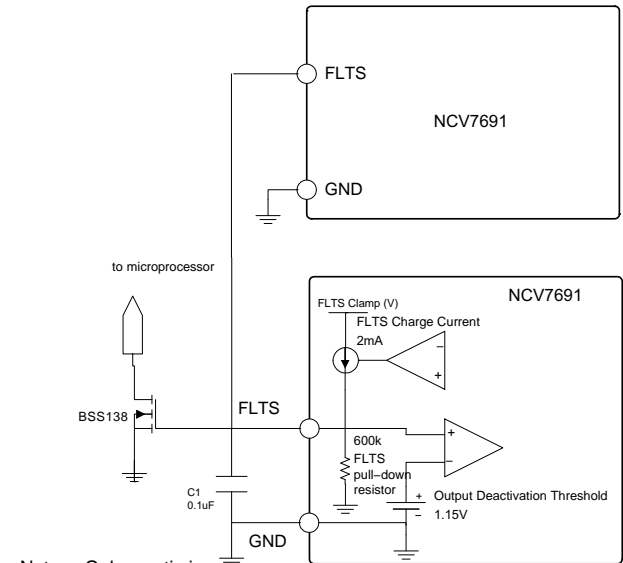 FLTS
NCV7691
GND
to microprocessor
NCV7691
FLTS Clamp (V)
FLTS Charge Current
2mA
−
+
BSS138
FLTS
+
−
600k
FLTS
pull−down
resistor
C1
0.1uF
+
−
Output Deactivation Threshold
1.15V
GND